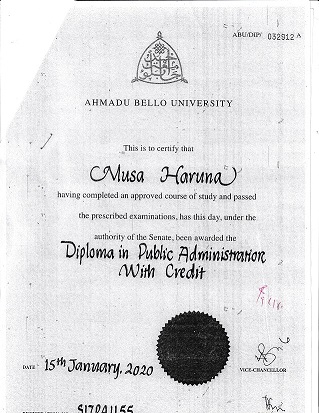 ABU/DIP/ 032912 A
AHMADU BELLO UNIVERSITY
This is to certify that
Musa Haruna
having completed an approved course of study and passed
the prescribed examinations, has this day, under the
authority of the Senate, been awarded the
Diploma in Public Administration
With Credit
DATE 15th January, 2020
VICE-CHANCELLOR
S17DA1155